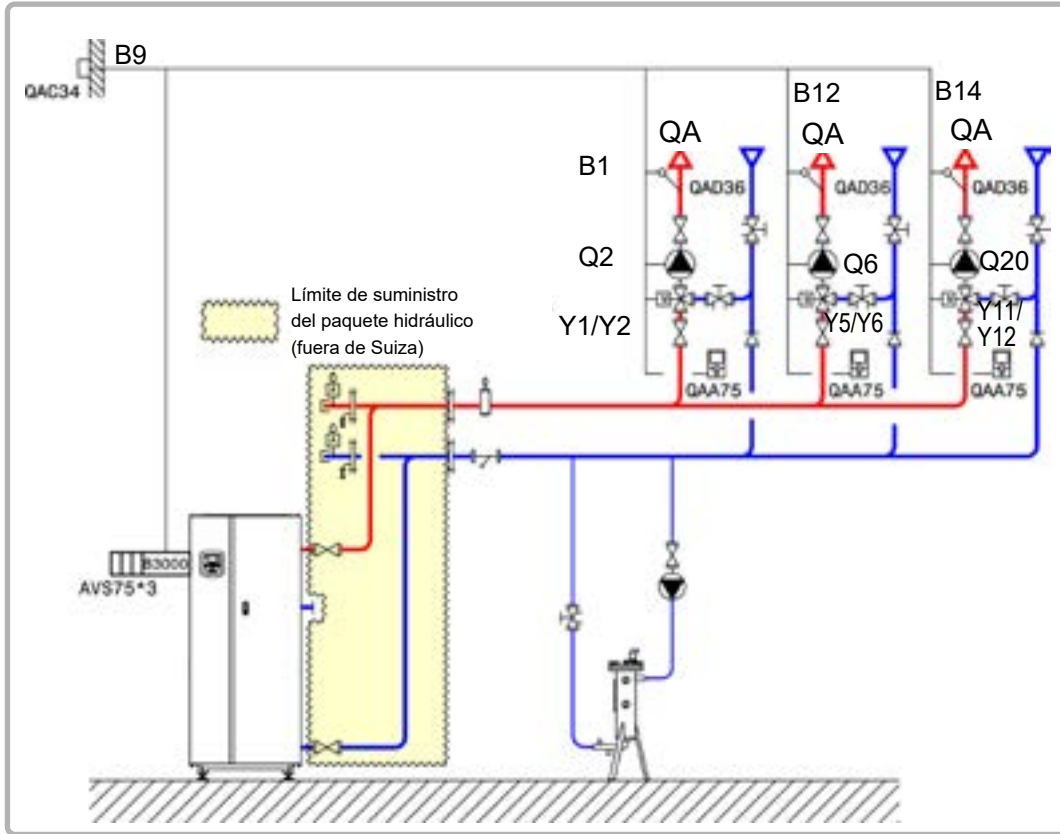 B9
QAC34
B12
B14
QA
QA
QA
B1
QAD36
QAD36
QAD36
Q2
Q6
Q20
Límite de suministro
del paquete hidráulico
(fuera de Suiza)
Y1/Y2
Y5/Y6
Y11/
Y12
QAA75
QAA75
QAA75
B3000
AVS75*3